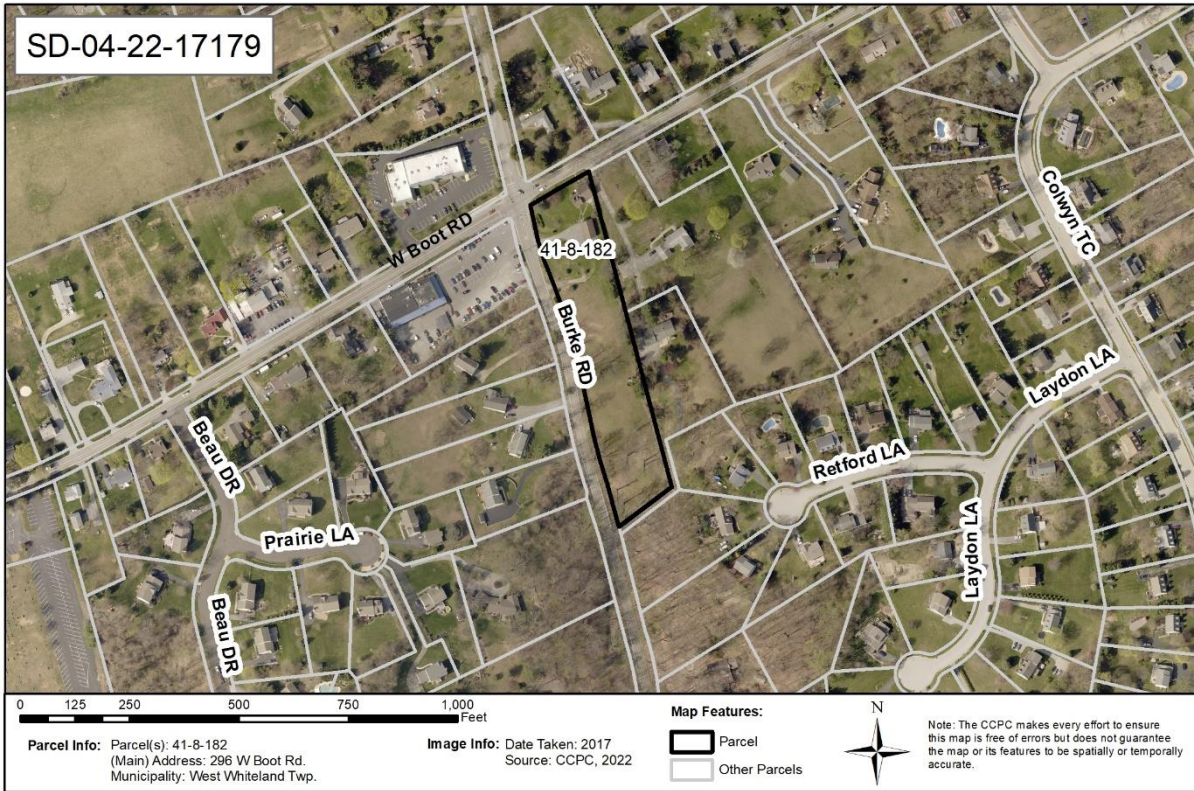 SD-04-22-17179
W Boot RD
41-8-182
Burke RD
Colwyn TC
Laydon LA
Retford LA
Laydon LA
Beau DR
Prairie LA
Beau DR
0 125 250 500 750 1,000
Feet
Parcel Info: Parcel(s): 41-8-182
(Main) Address: 296 W Boot Rd.
Municipality: West Whiteland Twp.
Image Info: Date Taken: 2017
Source: CCPC, 2022
Map Features:
Parcel
Other Parcels
N
Note: The CCPC makes every effort to ensure
this map is free of errors but does not guarantee
the map or its features to be spatially or temporally
accurate.